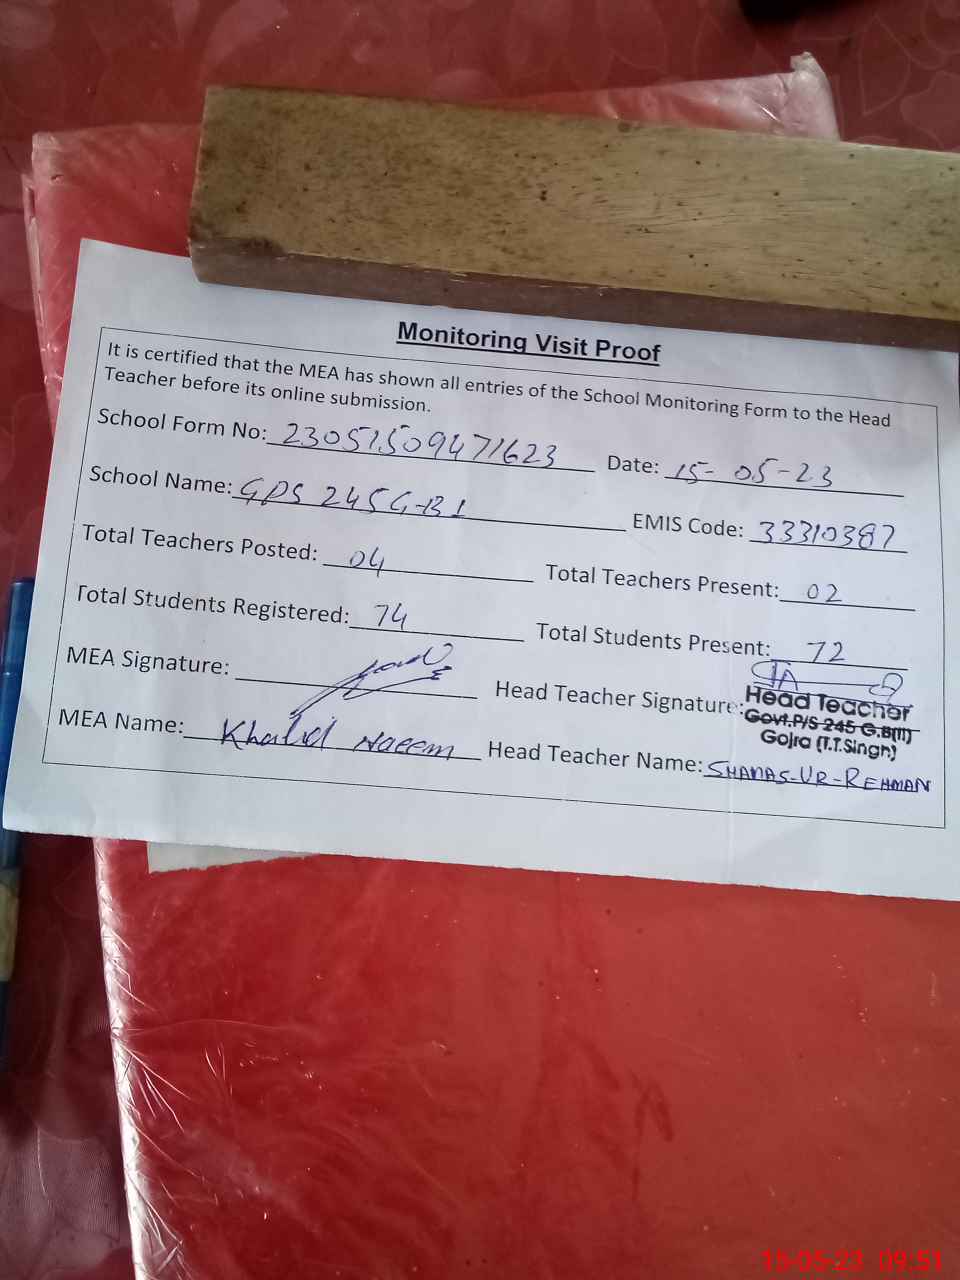 Monitoring Visit Proof
It is certified that the MEA has shown all entries of the School Monitoring Form to the Head
Teacher before its online submission.
School Form No: 23051509471623 Date: 15-05-23
School Name: GPS 245 G-B I EMIS Code: 33310387
Total Teachers Posted: 04 Total Teachers Present: 02
Total Students Registered: 74 Total Students Present: 72
MEA Signature: Head Teacher Signature:
Head Teacher
Govt.P/S 245 G.B(II)
Gojra (T.T.Singh)
MEA Name: Khalid Naeem Head Teacher Name: SHAMAS-UR-REHMAN
15-05-23 09:51